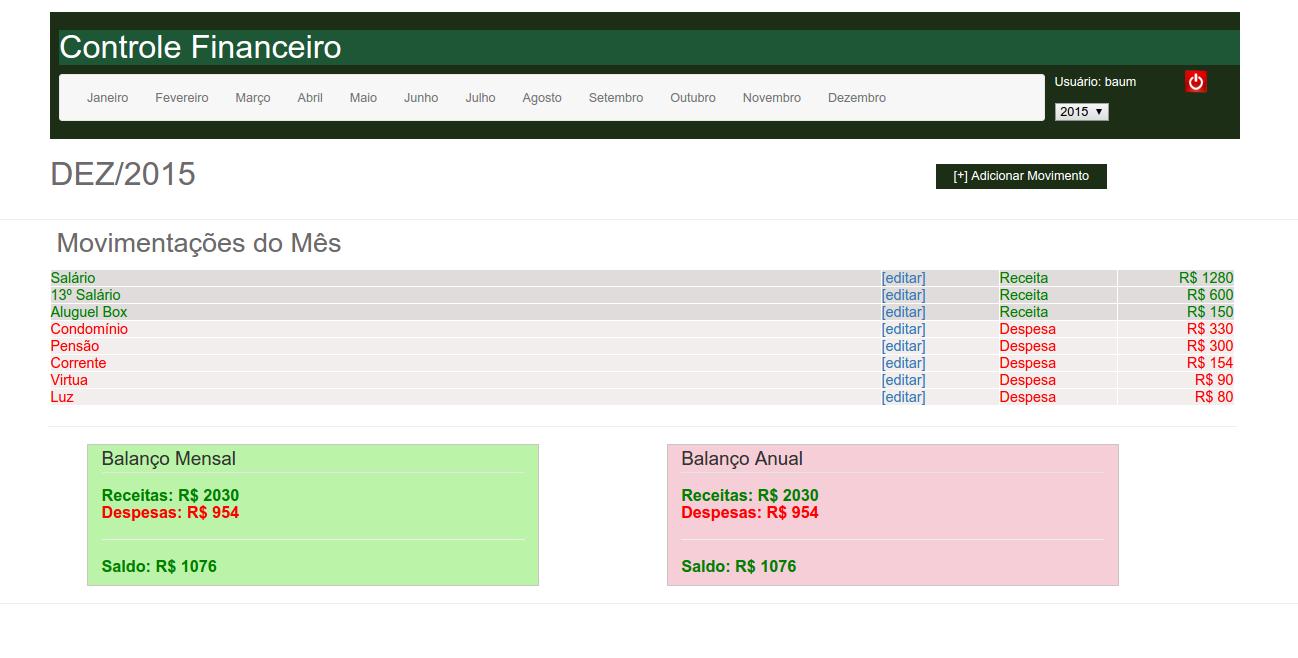 Controle Financeiro
Janeiro Fevereiro Março Abril Maio Junho Julho Agosto Setembro Outubro Novembro Dezembro
Usuário: baum
2015 ▼
DEZ/2015
[+] Adicionar Movimento
Movimentações do Mês
Salário [editar] Receita R$ 1280
13º Salário [editar] Receita R$ 600
Aluguel Box [editar] Receita R$ 150
Condomínio [editar] Despesa R$ 330
Pensão [editar] Despesa R$ 300
Corrente [editar] Despesa R$ 154
Virtua [editar] Despesa R$ 90
Luz [editar] Despesa R$ 80
Balanço Mensal
Receitas: R$ 2030
Despesas: R$ 954
Saldo: R$ 1076
Balanço Anual
Receitas: R$ 2030
Despesas: R$ 954
Saldo: R$ 1076